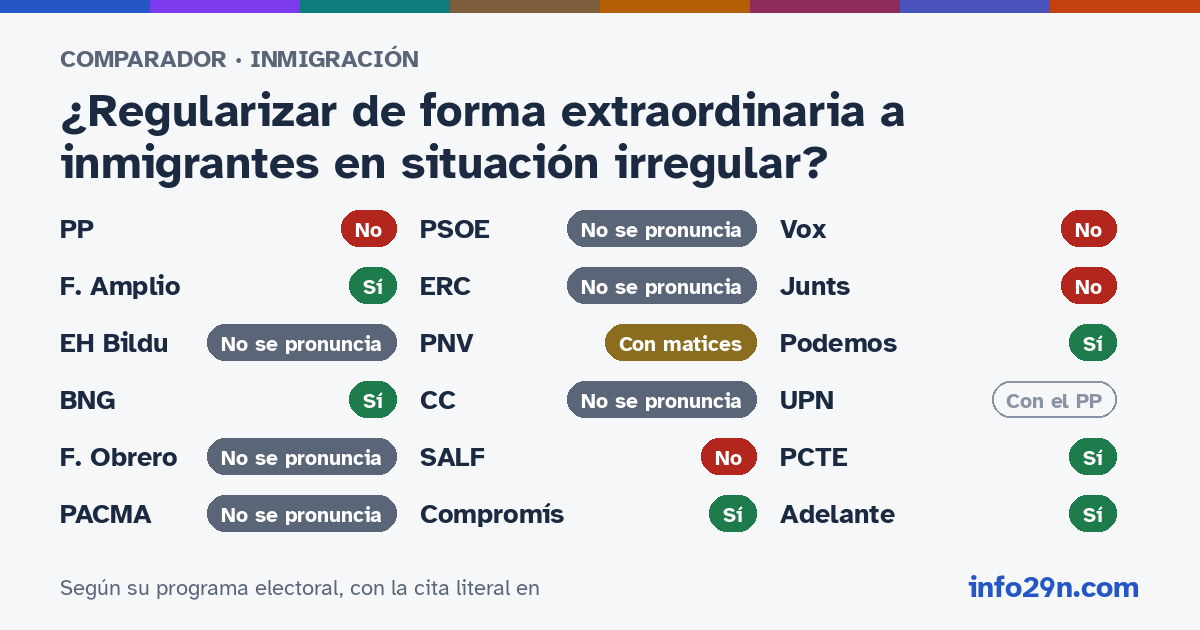 COMPARADOR · INMIGRACIÓN
¿Regularizar de forma extraordinaria a
inmigrantes en situación irregular?
PP No PSOE No se pronuncia Vox No
F. Amplio Sí ERC No se pronuncia Junts No
EH Bildu No se pronuncia PNV Con matices Podemos Sí
BNG Sí CC No se pronuncia UPN Con el PP
F. Obrero No se pronuncia SALF No PCTE Sí
PACMA No se pronuncia Compromís Sí Adelante Sí
Según su programa electoral, con la cita literal en info29n.com